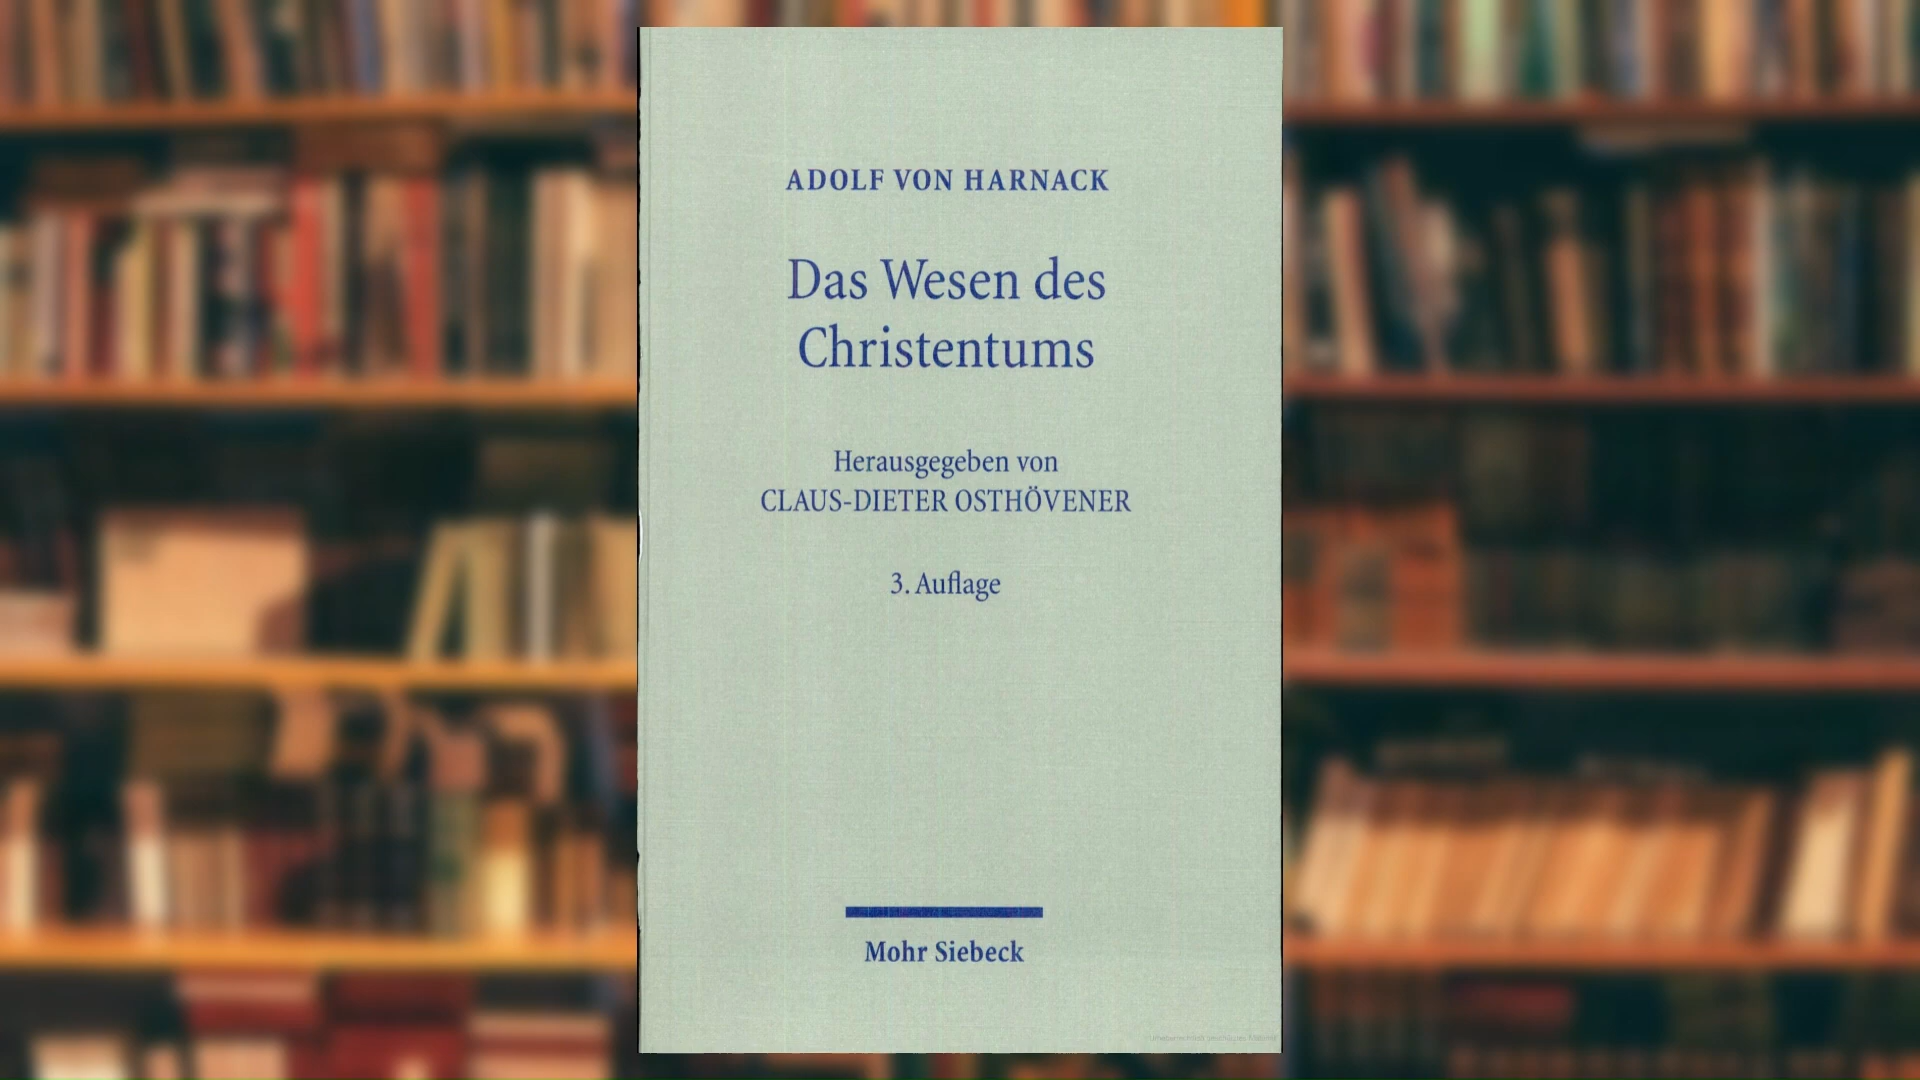 ADOLF VON HARNACK
Das Wesen des
Christentums
Herausgegeben von
CLAUS-DIETER OSTHÖVENER
3. Auflage
Mohr Siebeck